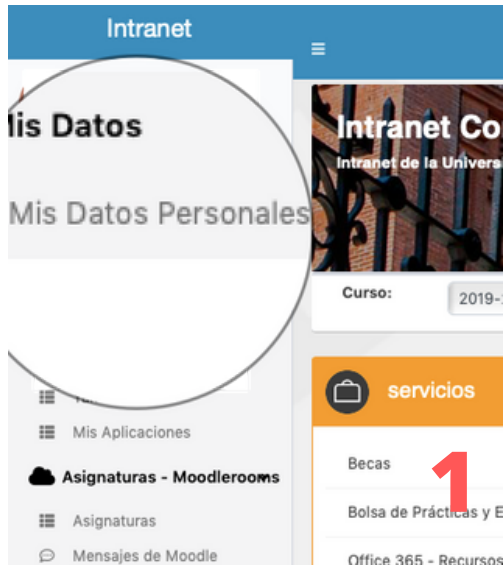 Intranet
Intranet Co
Intranet de la Univers
Mis Datos
Mis Datos Personales
Curso:
2019-
servicios
Mis Aplicaciones
Asignaturas - Moodlerooms
Asignaturas
Mensajes de Moodle
Becas
1
Bolsa de Prácticas y E
Office 365 - Recursos